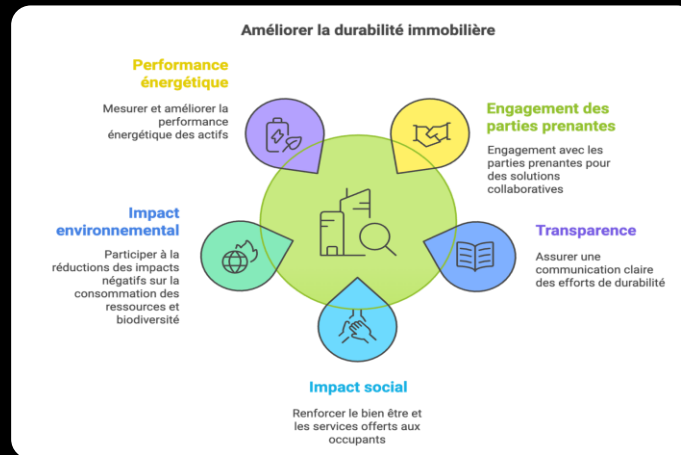 Améliorer la durabilité immobilière
Performance
énergétique
Mesurer et améliorer la
performance
énergétique des actifs
Engagement des
parties prenantes
Engagement avec les
parties prenantes pour
des solutions
collaboratives
Impact
environnemental
Participer à la
réductions des impacts
négatifs sur la
consommation des
ressources et
biodiversité
Transparence
Assurer une
communication claire
des efforts de durabilité
Impact social
Renforcer le bien être et
les services offerts aux
occupants